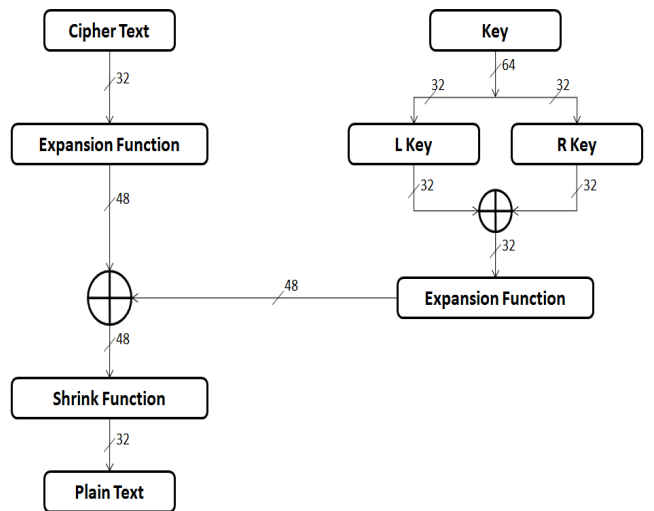 Cipher Text
Key
32
64
32
32
Expansion Function
L Key
R Key
48
32
32
32
48
Expansion Function
48
Shrink Function
32
Plain Text